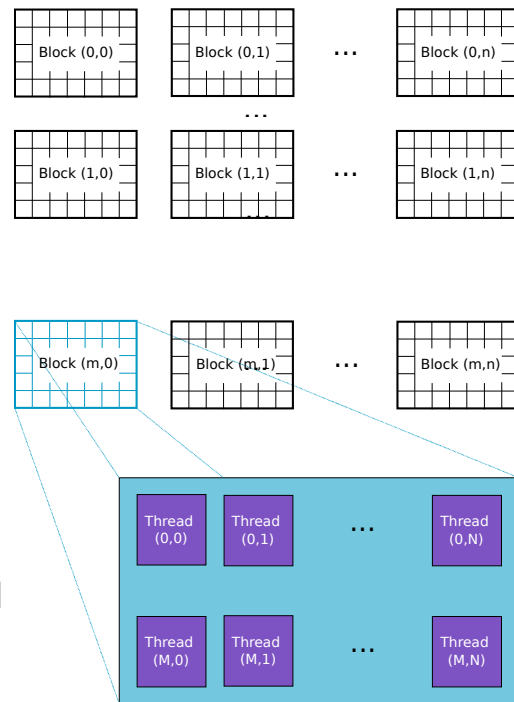 Block (0,0) Block (0,1) ... Block (0,n)
...
Block (1,0) Block (1,1) ... Block (1,n)
...
Block (m,0) Block (m,1) ... Block (m,n)
...
Thread Thread ... Thread
(0,0) (0,1) (0,N)
Thread Thread ... Thread
(M,0) (M,1) (M,N)